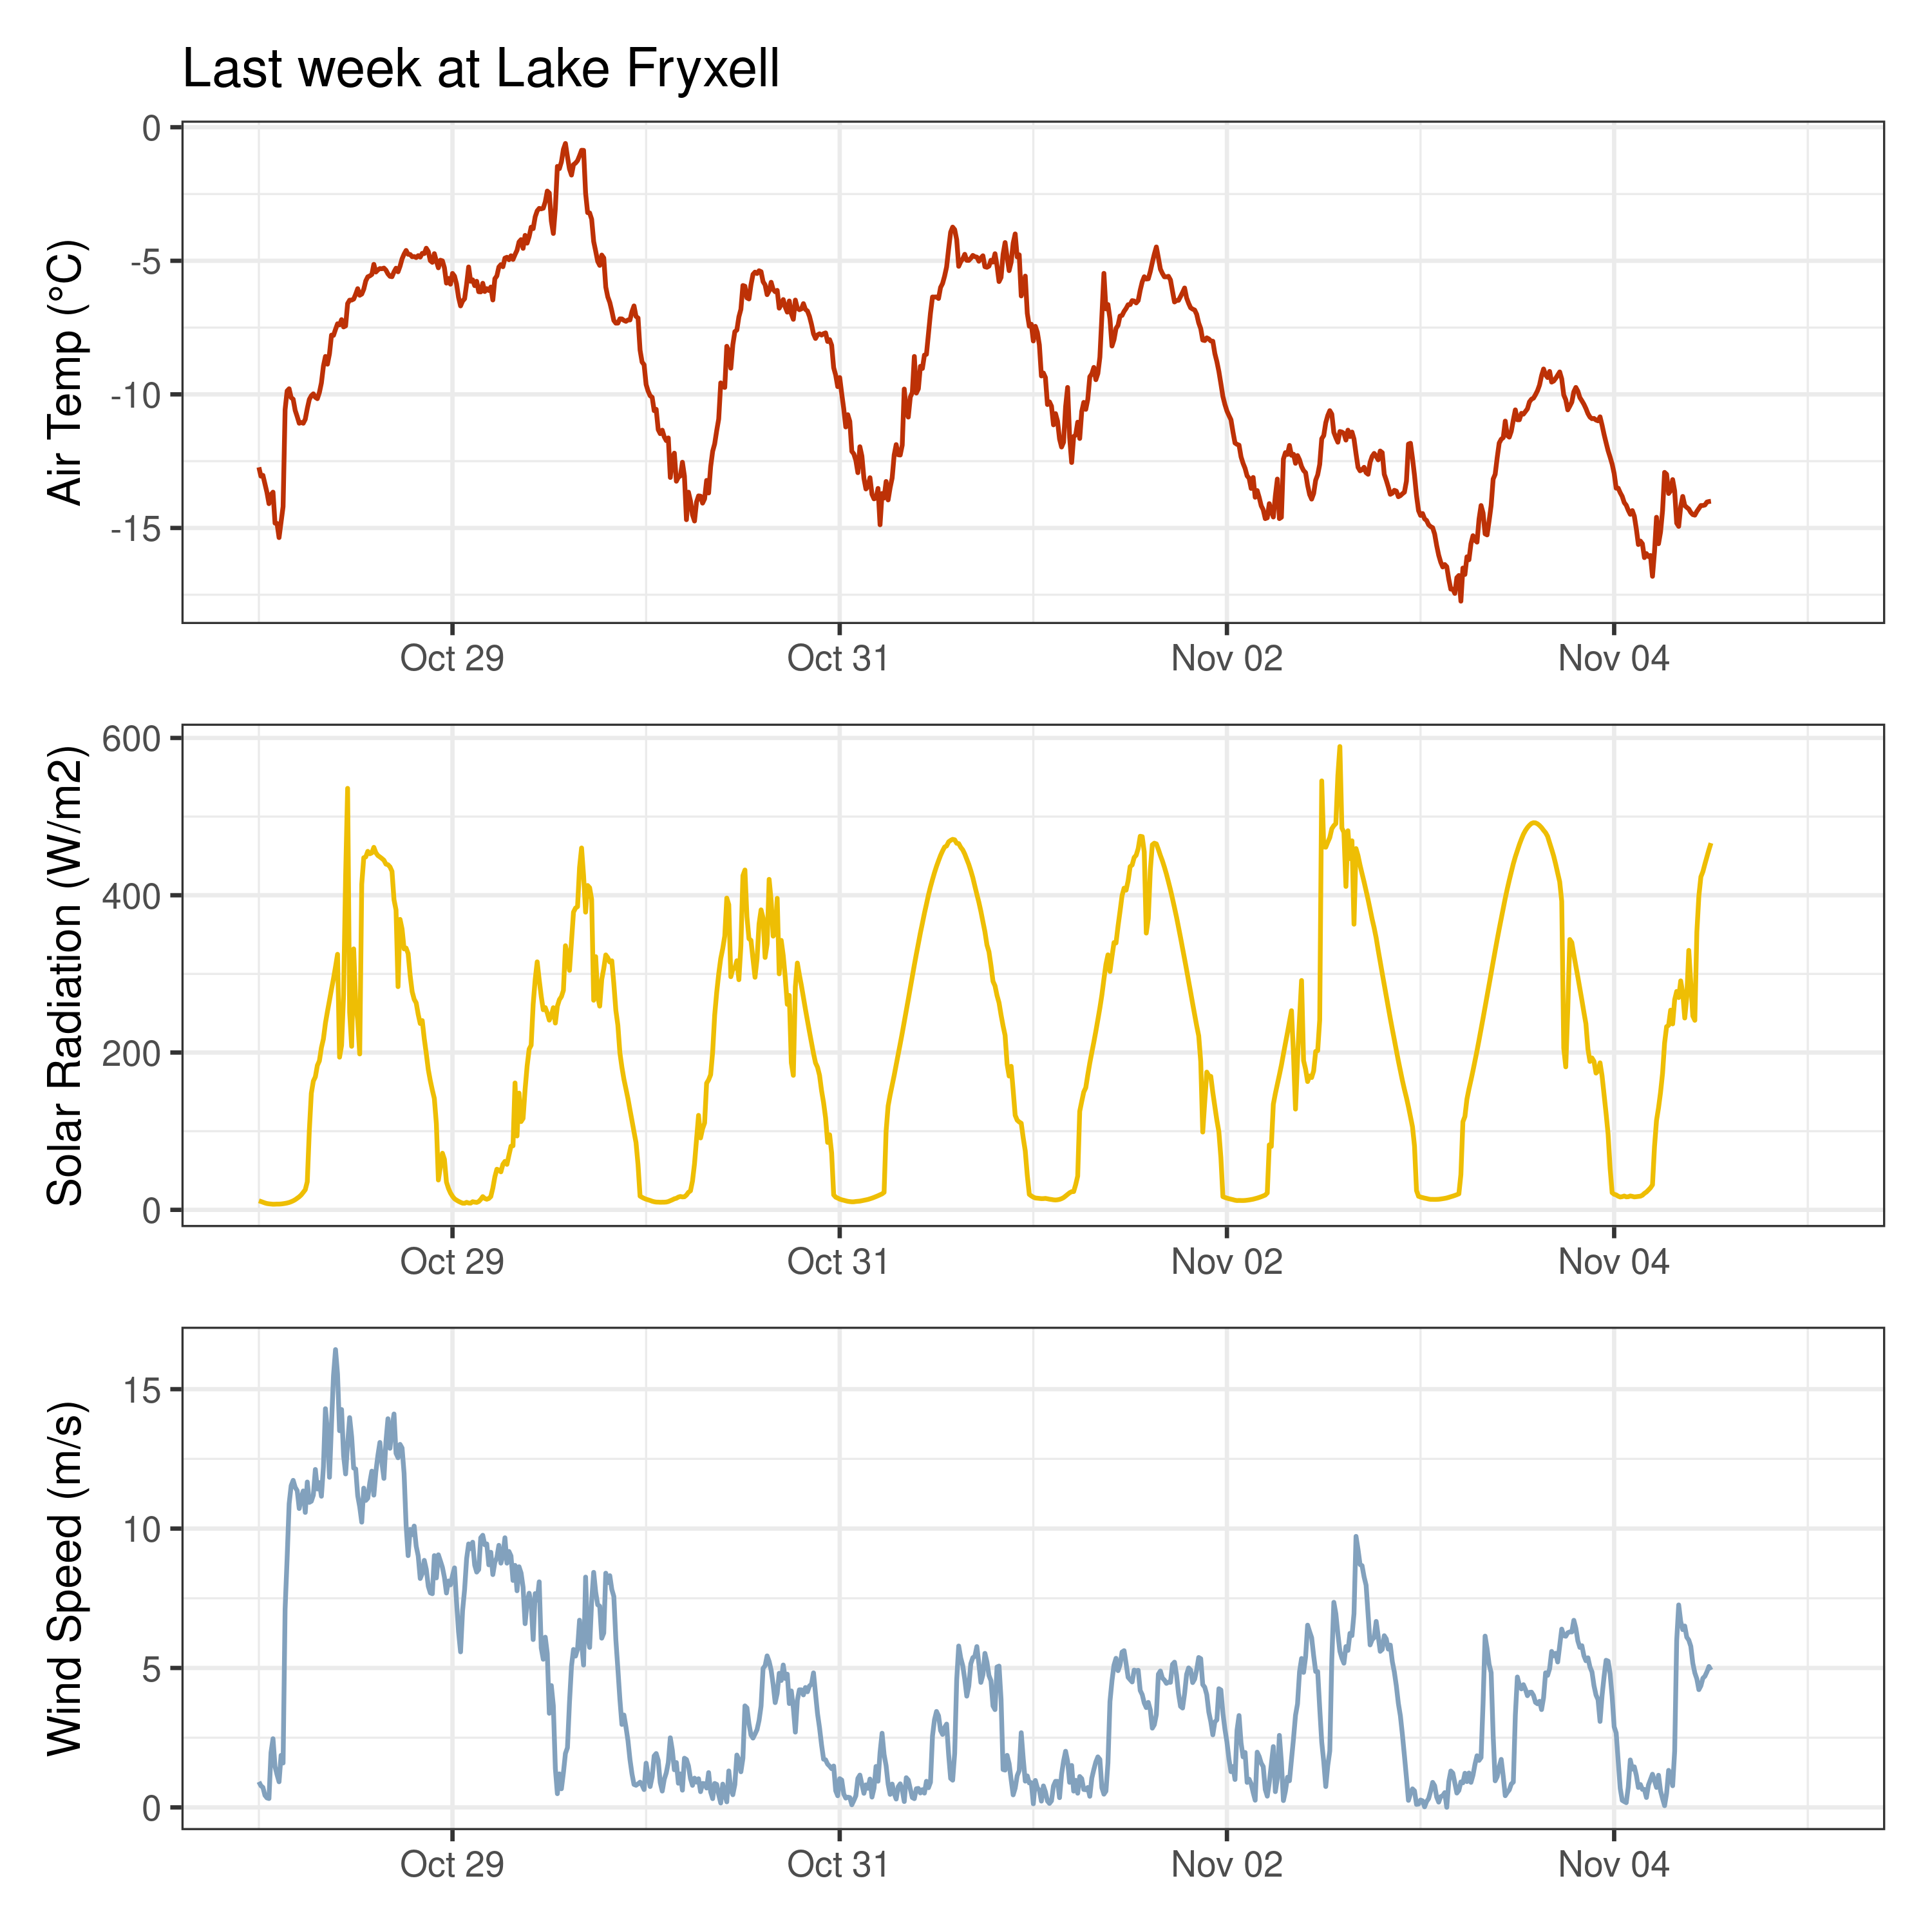 Last week at Lake Fryxell
Air Temp (°C)
0
-5
-10
-15
Oct 29 Oct 31 Nov 02 Nov 04
Solar Radiation (W/m2)
600
400
200
0
Oct 29 Oct 31 Nov 02 Nov 04
Wind Speed (m/s)
15
10
5
0
Oct 29 Oct 31 Nov 02 Nov 04